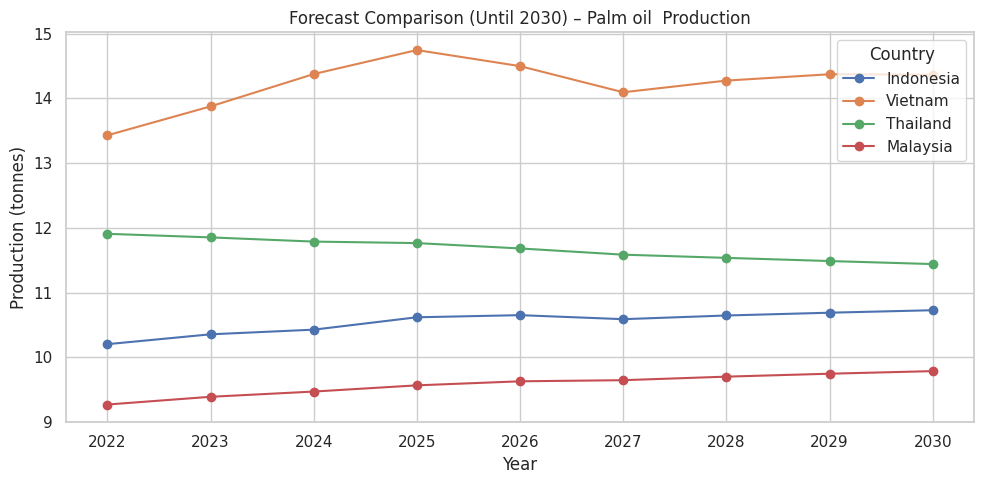 Forecast Comparison (Until 2030) – Palm oil  Production
15
14
13
12
11
10
9
Production (tonnes)
2022 2023 2024 2025 2026 2027 2028 2029 2030
Year
Country
Indonesia
Vietnam
Thailand
Malaysia